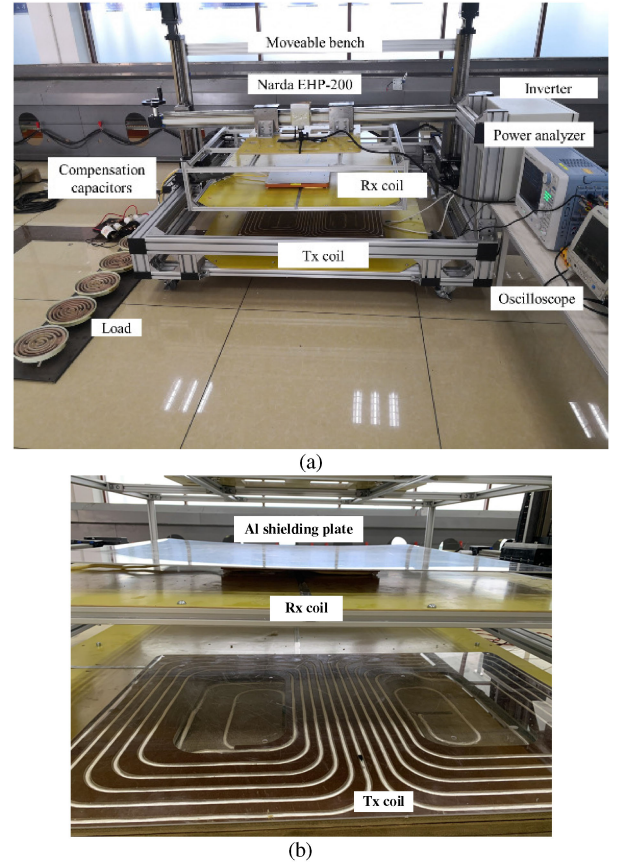 Moveable bench
Narda EHP-200
Inverter
Power analyzer
Compensation
capacitors
Rx coil
Tx coil
Oscilloscope
Load
(a)
Al shielding plate
Rx coil
Tx coil
(b)